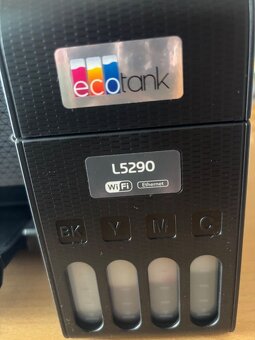 ecotank
L5290
WiFi Ethernet
BK Y M C